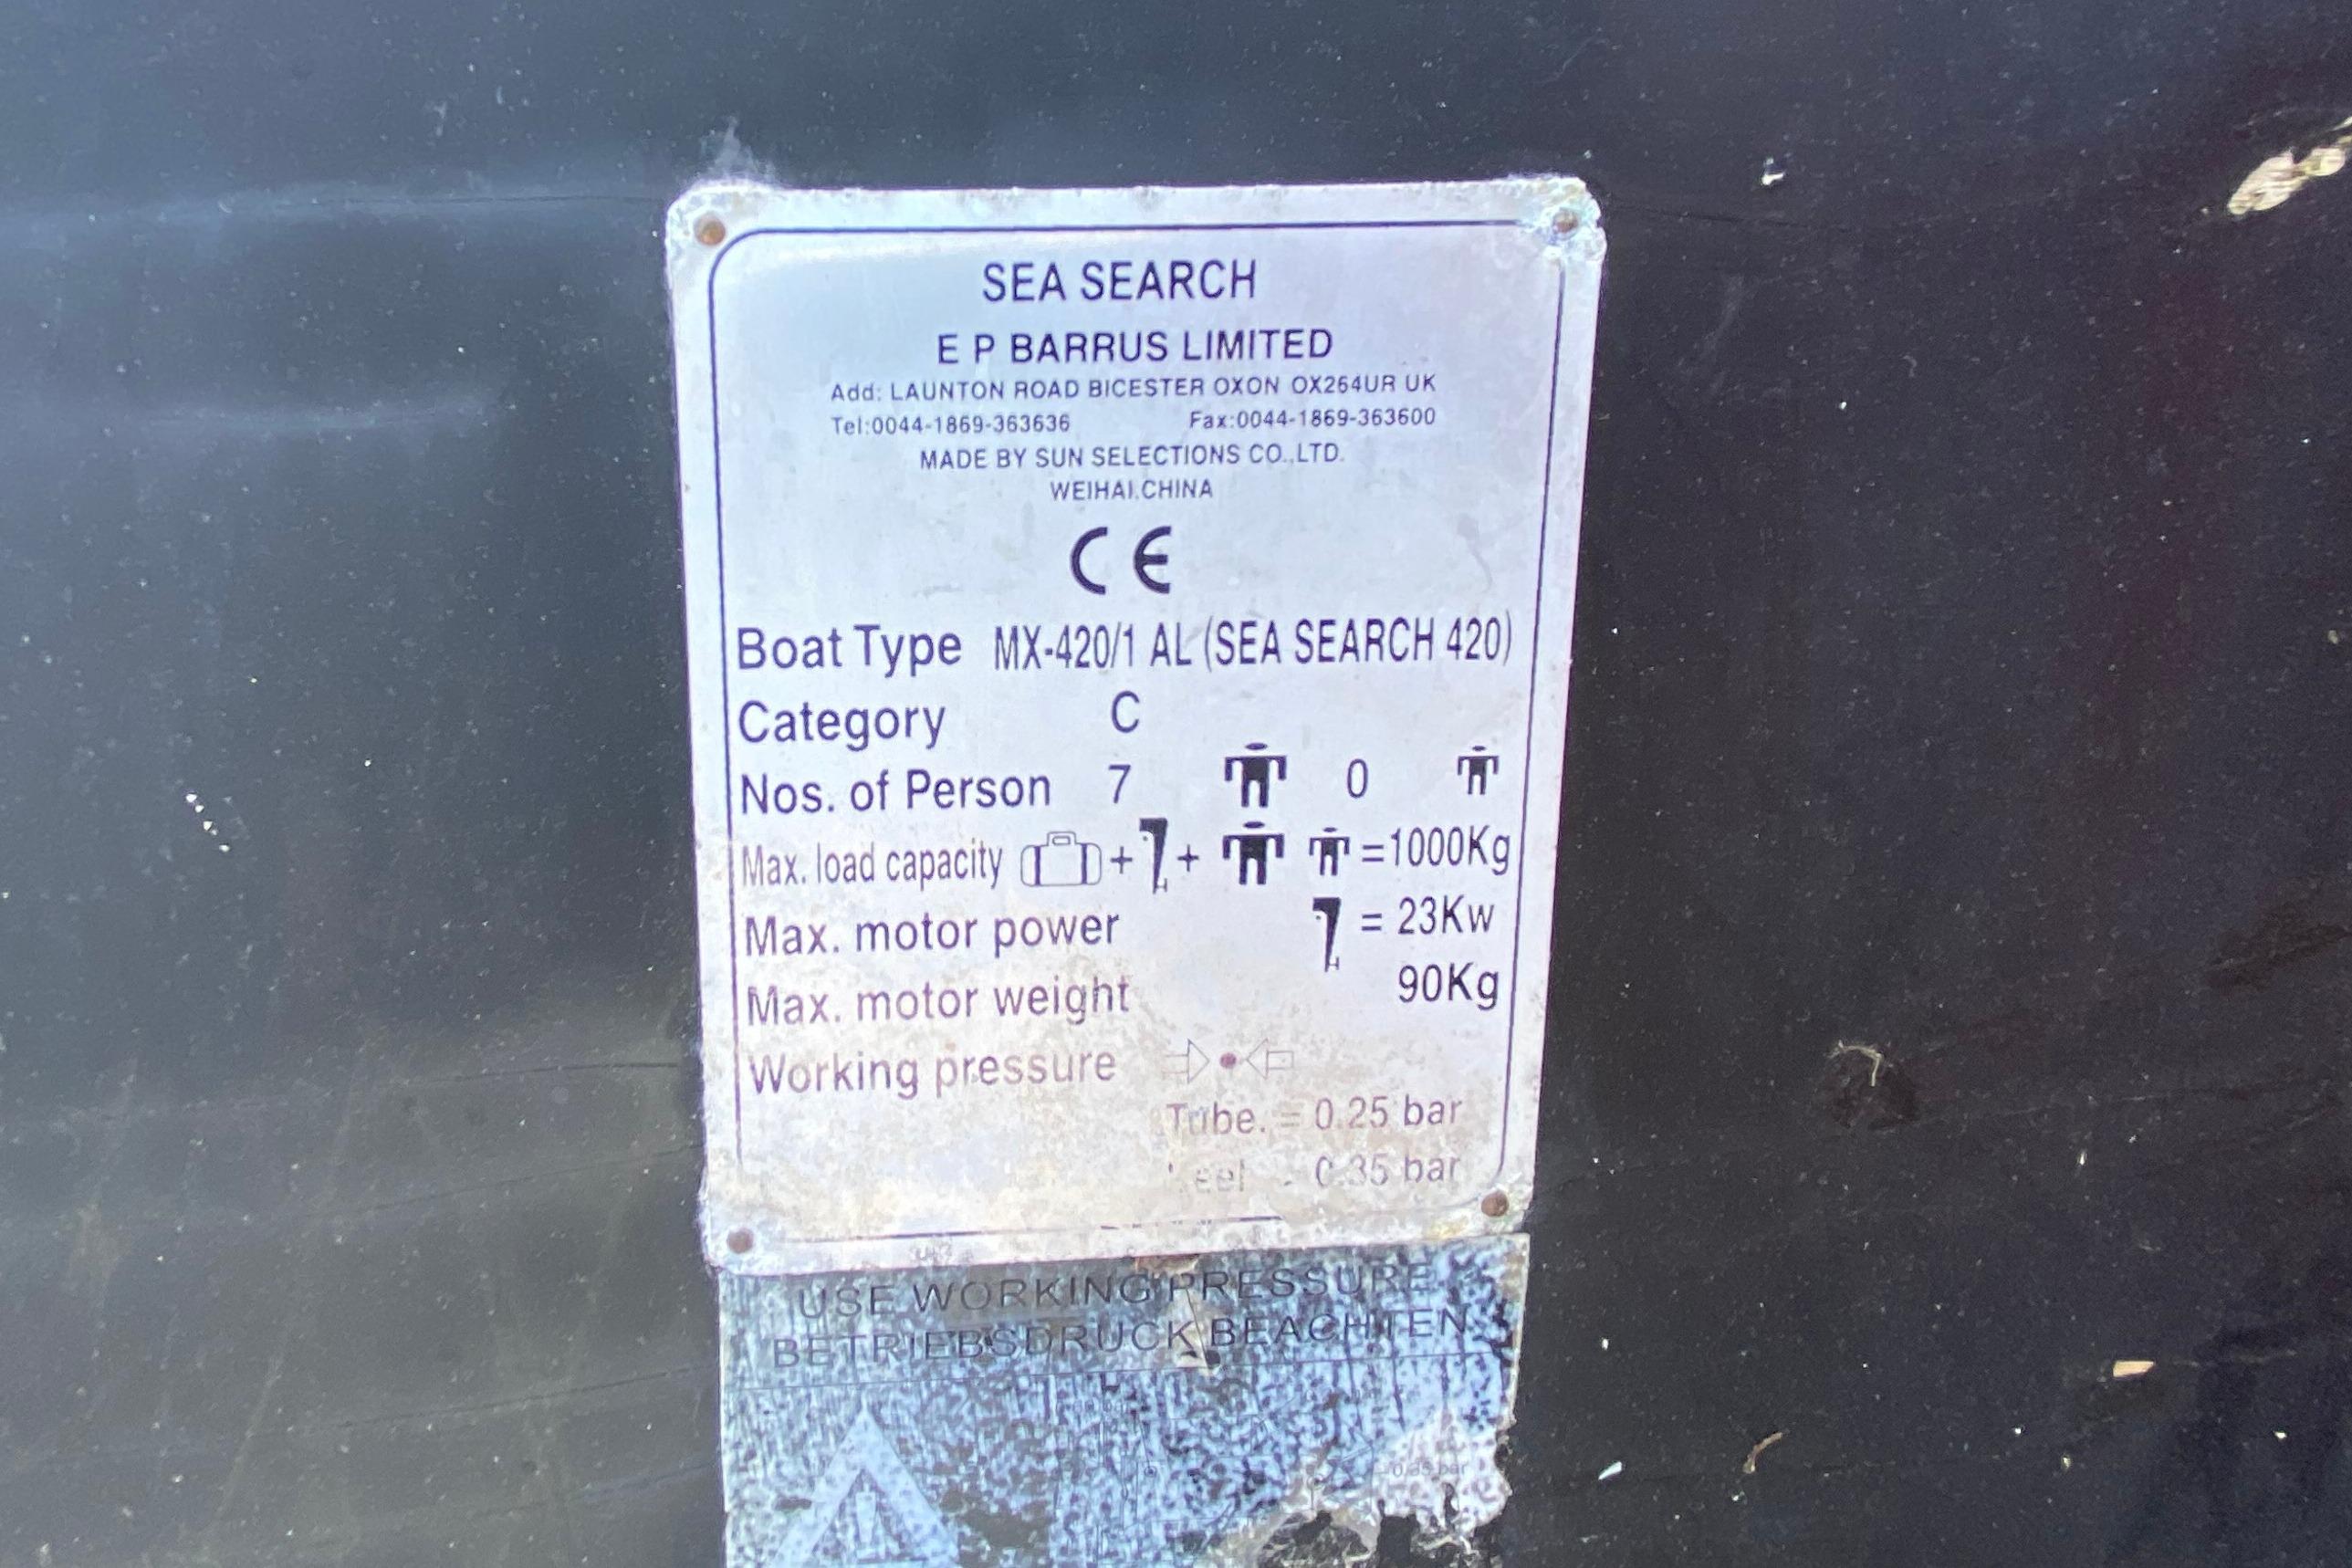 SEA SEARCH
E P BARRUS LIMITED
Add: LAUNTON ROAD BICESTER OXON OX264UR UK
Tel:0044-1869-363636 Fax:0044-1869-363600
MADE BY SUN SELECTIONS CO.,LTD.
WEIHAI.CHINA
CE
Boat Type MX-420/1 AL (SEA SEARCH 420)
Category C
Nos. of Person 7 0
Max. load capacity + + =1000Kg
Max. motor power = 23Kw
Max. motor weight 90Kg
Working pressure
Tube. = 0.25 bar
0.35 bar
USE WORKING PRESSURE
BETRIEBSDRUCK BEACHTEN